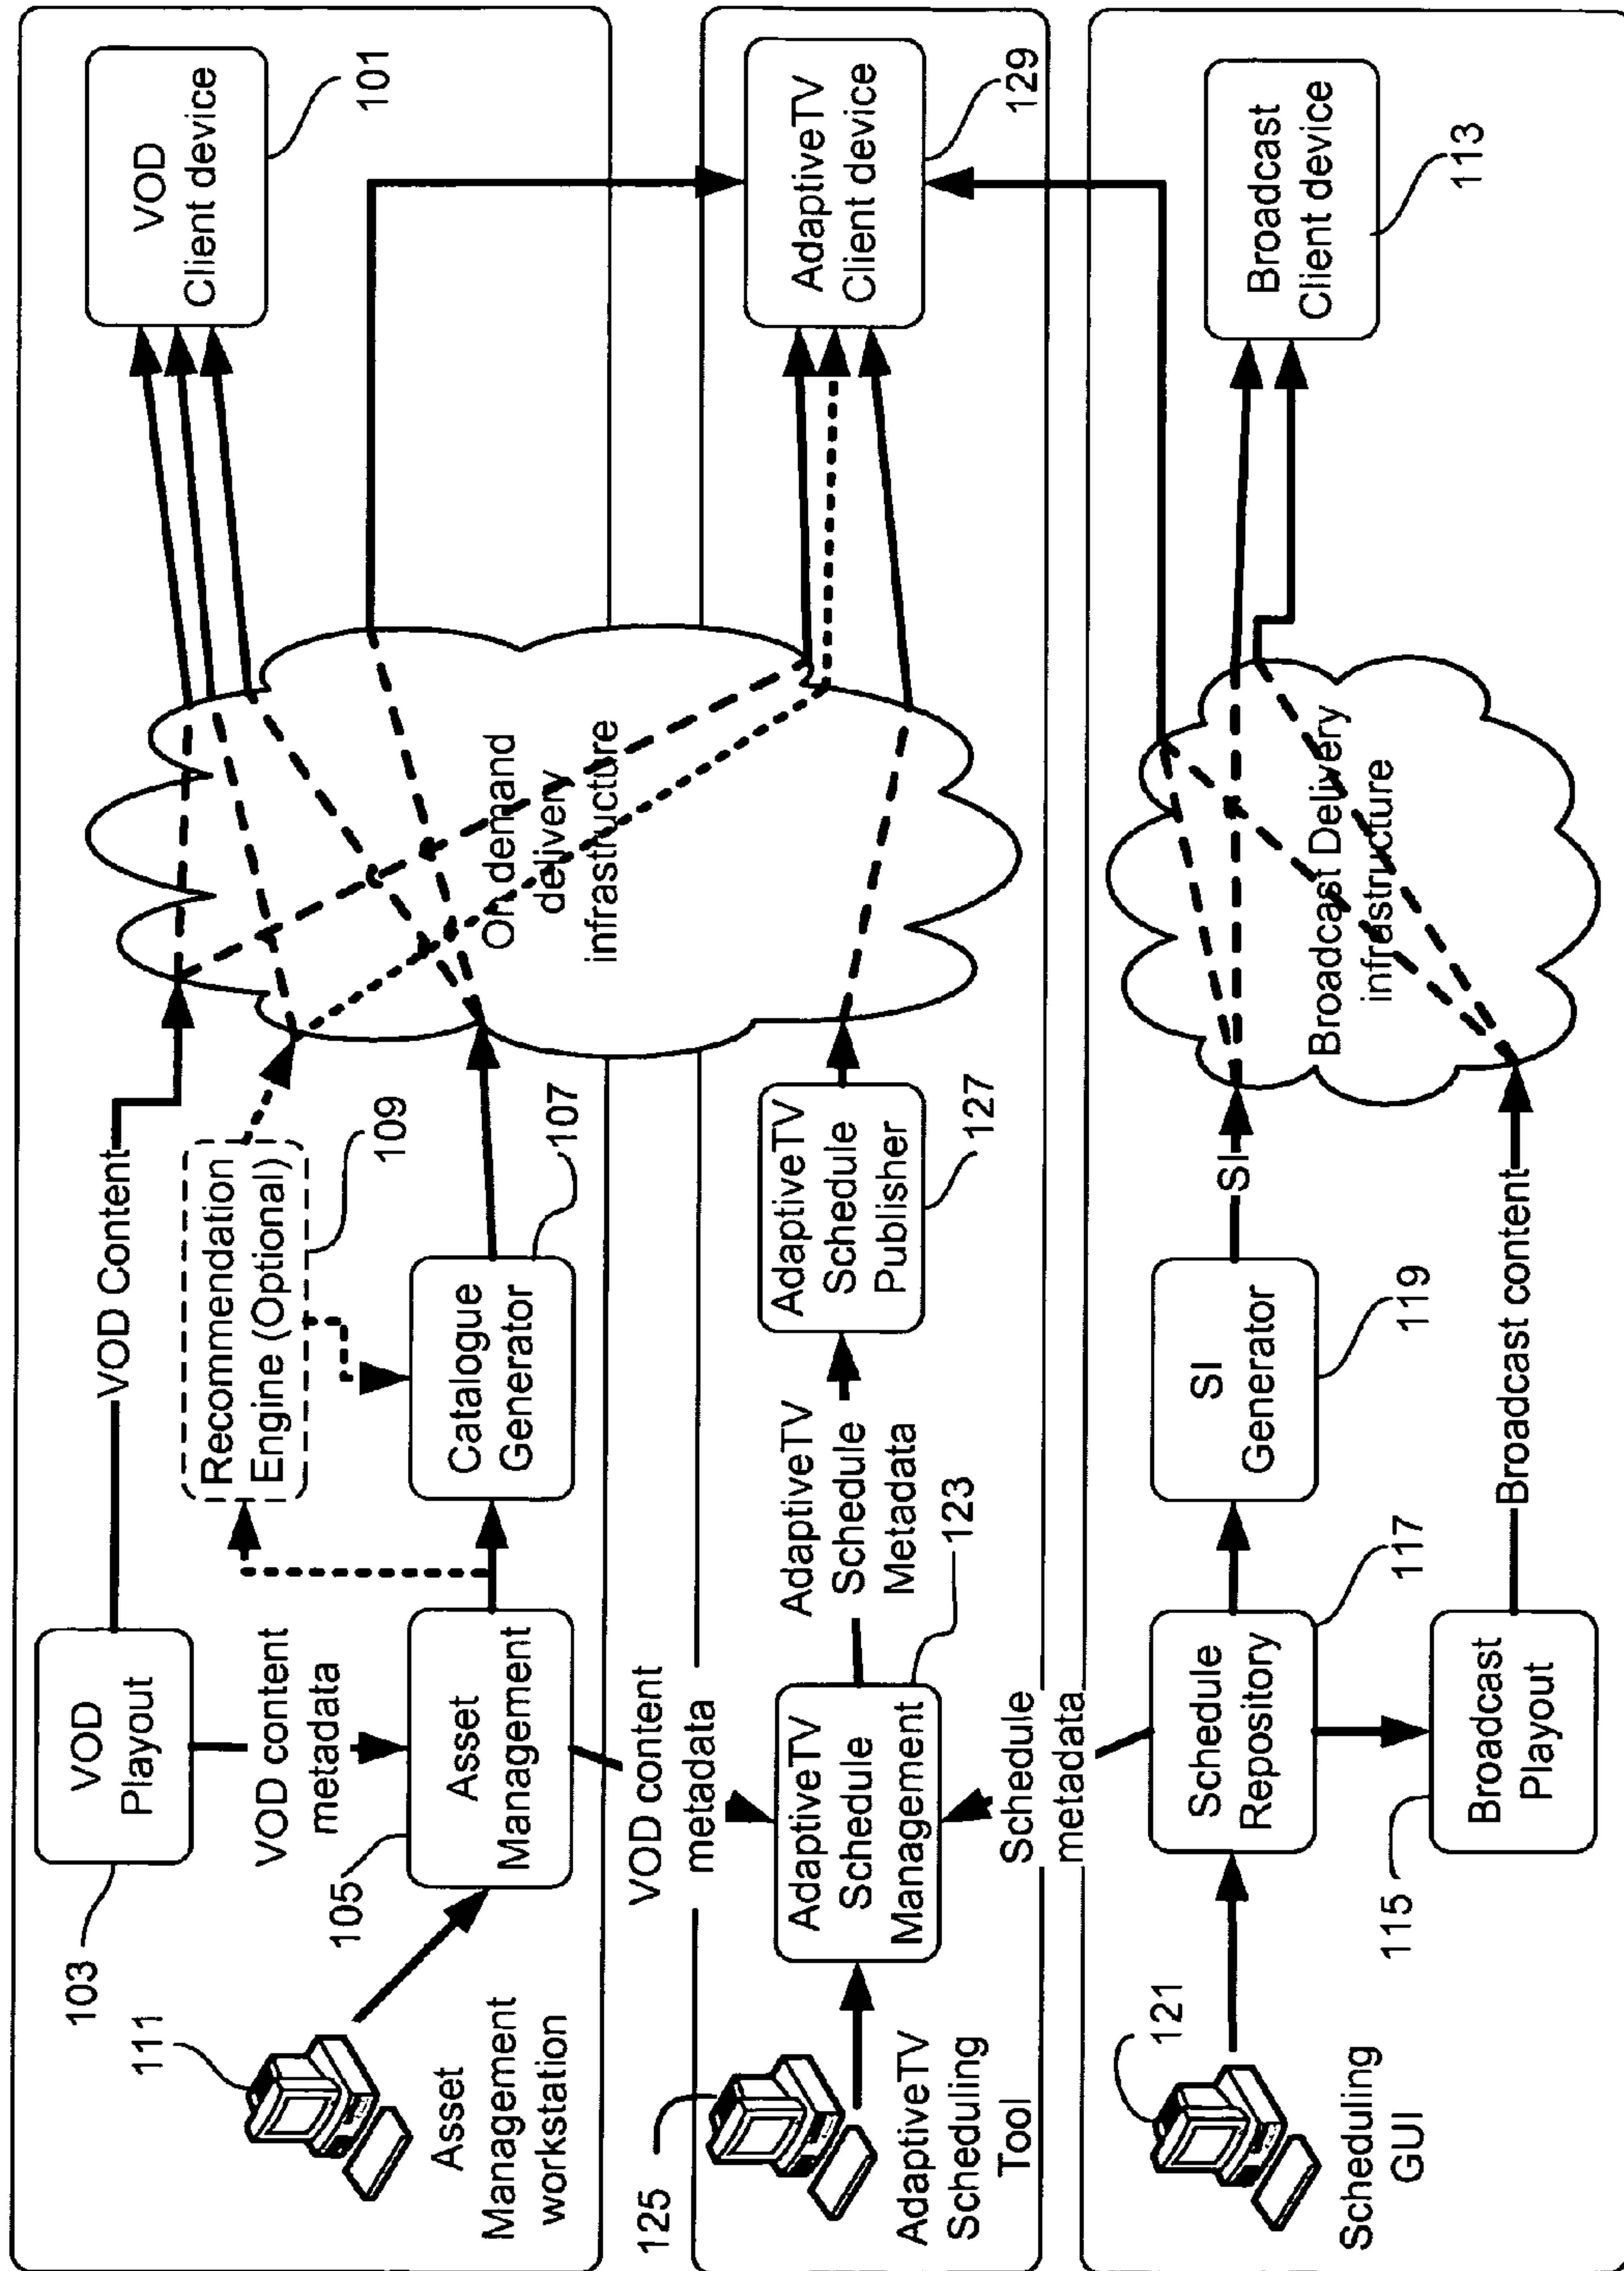 VOD
Client device
101
VOD Content
Recommendation
Engine (Optional)
109
VOD
Playout
103
VOD content
metadata
Catalogue
Generator
107
Asset
Management
105
111
Asset
Management
workstation
On demand
delivery
infrastructure
VOD content
metadata
AdaptiveTV
Client device
129
AdaptiveTV
Schedule
Publisher
127
AdaptiveTV
Schedule
Metadata
AdaptiveTV
Schedule
Management
123
125
AdaptiveTV
Scheduling
Tool
Schedule
metadata
Broadcast
Client device
113
Broadcast Delivery
infrastructure
SI
SI
Generator
119
Schedule
Repository
117
Broadcast content
Broadcast
Playout
115
121
Scheduling
GUI